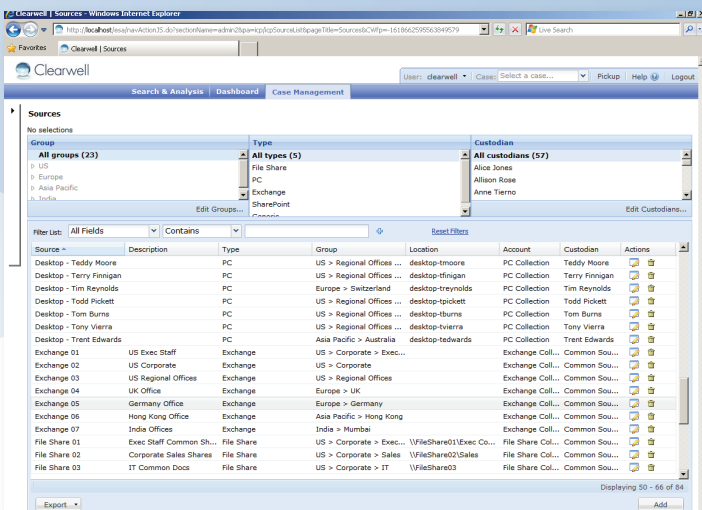 Clearwell | Sources - Windows Internet Explorer
http://localhost/esa/navActionJS.do?sectionName=admin2&pa=icp/icpSourceList&pageTitle=Sources&CWfp=-1618662595563849579
Live Search
Favorites Clearwell | Sources
Clearwell
User: clearwell Case: Select a case... Pickup Help Logout
Search & Analysis Dashboard Case Management
Sources
No selections
Group Type Custodian
All groups (23) All types (5) All custodians (57)
US File Share Alice Jones
Europe PC Allison Rose
Asia Pacific Exchange Anne Tierno
India SharePoint
Edit Groups... Generic Edit Custodians...
Filter List: All Fields Contains Reset Filters
Source Description Type Group Location Account Custodian Actions
Desktop - Teddy Moore PC US > Regional Offices ... desktop-tmoore PC Collection Teddy Moore
Desktop - Terry Finnigan PC US > Regional Offices ... desktop-tfinigan PC Collection Terry Finnigan
Desktop - Tim Reynolds PC Europe > Switzerland desktop-treynolds PC Collection Tim Reynolds
Desktop - Todd Pickett PC US > Regional Offices ... desktop-tpickett PC Collection Todd Pickett
Desktop - Tom Burns PC US > Regional Offices ... desktop-tburns PC Collection Tom Burns
Desktop - Tony Vierra PC US > Regional Offices ... desktop-tvierra PC Collection Tony Vierra
Desktop - Trent Edwards PC Asia Pacific > Australia desktop-tedwards PC Collection Trent Edwards
Exchange 01 US Exec Staff Exchange US > Corporate > Exec... Exchange Coll... Common Sou...
Exchange 02 US Corporate Exchange US > Corporate Exchange Coll... Common Sou...
Exchange 03 US Regional Offices Exchange US > Regional Offices Exchange Coll... Common Sou...
Exchange 04 UK Office Exchange Europe > UK Exchange Coll... Common Sou...
Exchange 05 Germany Office Exchange Europe > Germany Exchange Coll... Common Sou...
Exchange 06 Hong Kong Office Exchange Asia Pacific > Hong Kong Exchange Coll... Common Sou...
Exchange 07 India Offices Exchange India > Mumbai Exchange Coll... Common Sou...
File Share 01 Exec Staff Common Sh... File Share US > Corporate > Exec... \\FileShare01\Exec Co... File Share Col... Common Sou...
File Share 02 Corporate Sales Shares File Share US > Corporate > Sales \\FileShare02\Sales File Share Col... Common Sou...
File Share 03 IT Common Docs File Share US > Corporate > IT \\FileShare03 File Share Col... Common Sou...
Displaying 50 - 66 of 84
Export Add